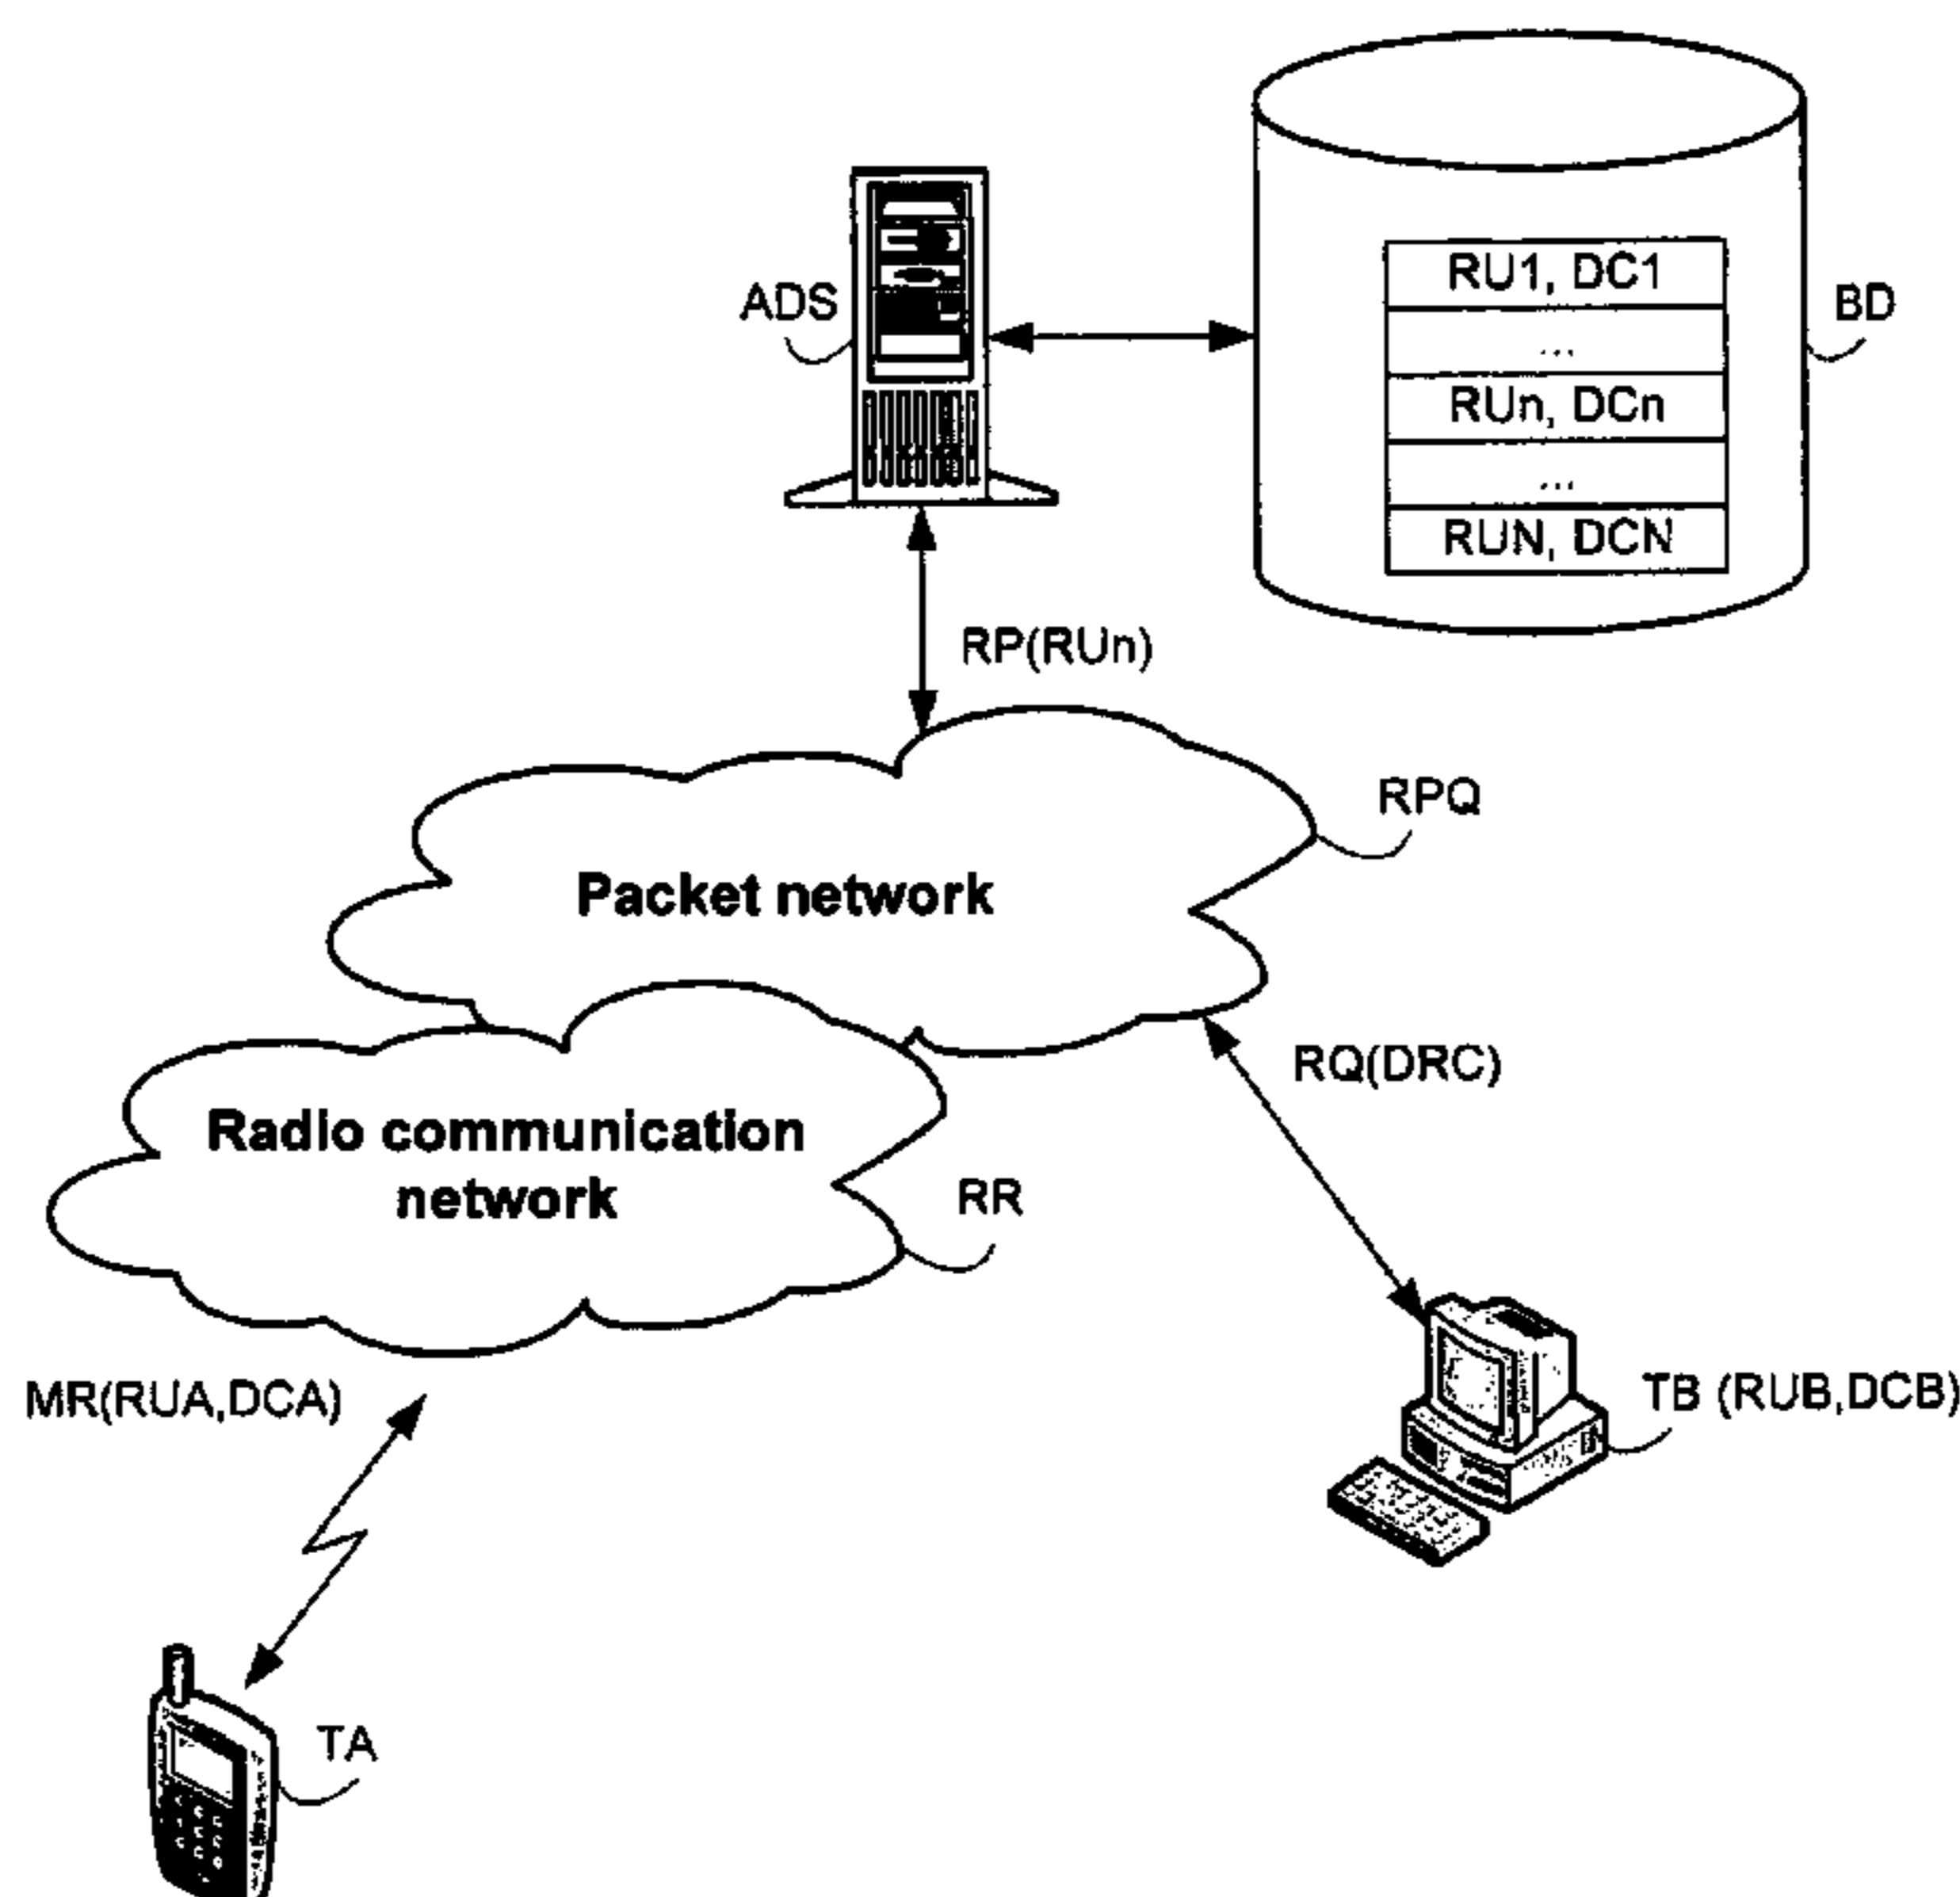 RU1, DC1
ADS
BD
...
RUn, DCn
...
RUN, DCN
RP(RUn)
RPQ
Packet network
RQ(DRC)
Radio communication
network
RR
MR(RUA,DCA)
TB (RUB,DCB)
TA